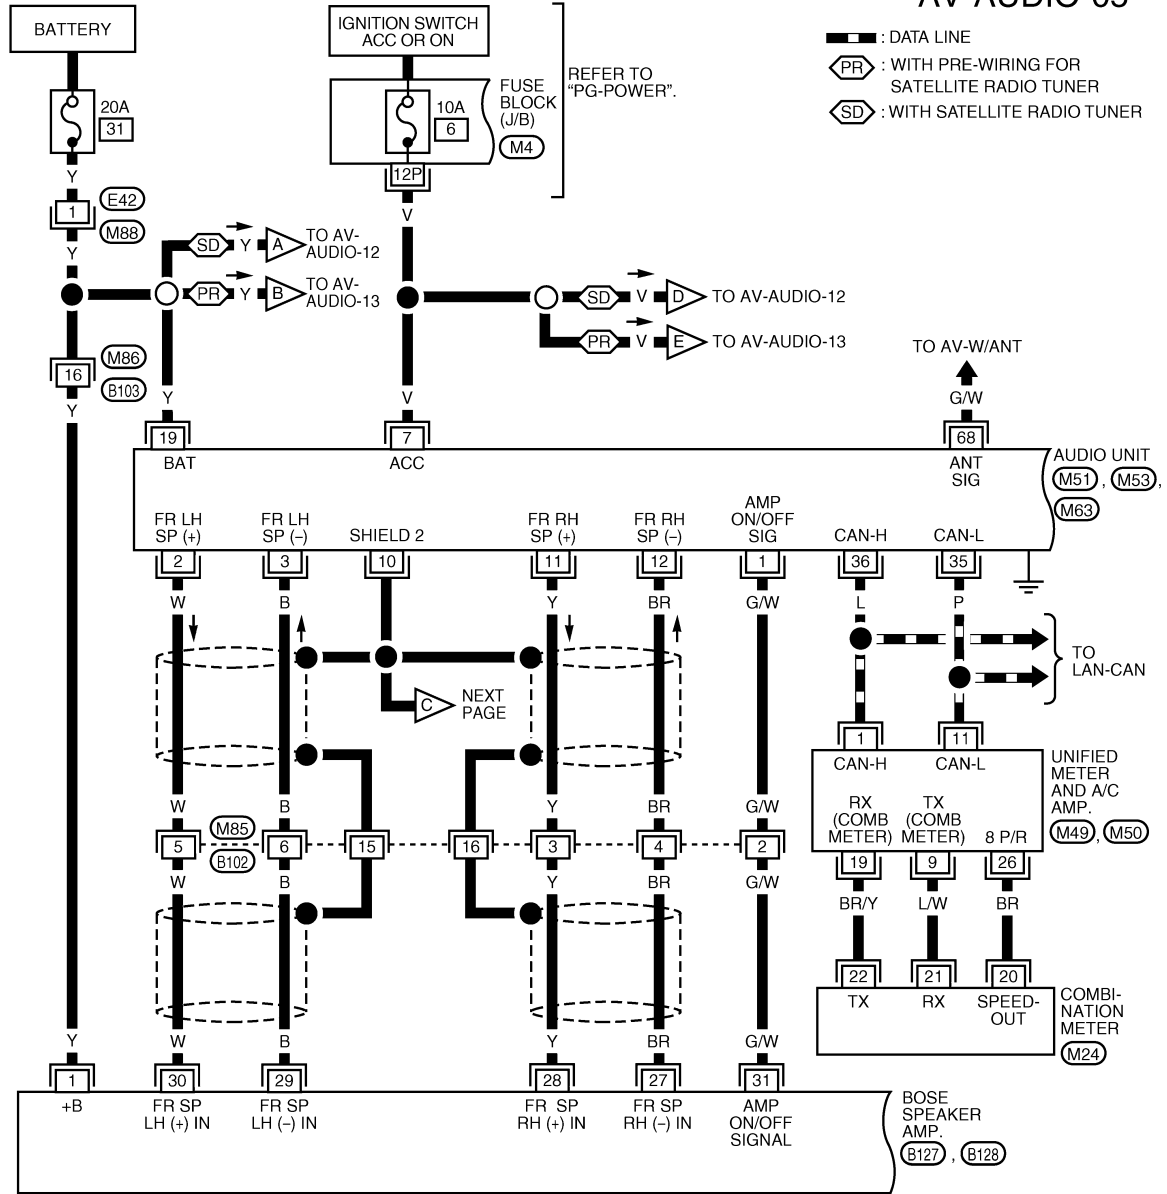 BATTERY
IGNITION SWITCH
ACC OR ON
: DATA LINE
PR : WITH PRE-WIRING FOR
SATELLITE RADIO TUNER
SD : WITH SATELLITE RADIO TUNER
REFER TO
“PG-POWER”.
20A
31
10A
6
FUSE
BLOCK
(J/B)
M4
12P
Y
1
E42
M88
V
Y
SD Y A TO AV-
AUDIO-12
PR Y B TO AV-
AUDIO-13
SD V D TO AV-AUDIO-12
PR V E TO AV-AUDIO-13
TO AV-W/ANT
16
M86
B103
Y
Y
V
G/W
19
7
68
BAT
ACC
ANT
SIG
AUDIO UNIT
M51 , M53 ,
M63
FR LH
SP (+)
FR LH
SP (–)
SHIELD 2
FR RH
SP (+)
FR RH
SP (–)
AMP
ON/OFF
SIG
CAN-H
CAN-L
2 3 10 11 12 1 36 35
W B Y BR G/W L P
C NEXT
PAGE
TO
LAN-CAN
1 11
CAN-H CAN-L
UNIFIED
METER
AND A/C
AMP.
M49 , M50
RX
(COMB
METER)
TX
(COMB
METER)
8 P/R
W B Y BR G/W
M85
5 6 15 16 3 4 2
B102
W B Y BR G/W
19 9 26
BR/Y L/W BR
22 21 20
TX RX SPEED-
OUT
COMBI-
NATION
METER
M24
Y W B Y BR G/W
1 30 29 28 27 31
+B
FR SP
LH (+) IN
FR SP
LH (–) IN
FR SP
RH (+) IN
FR SP
RH (–) IN
AMP
ON/OFF
SIGNAL
BOSE
SPEAKER
AMP.
B127 , B128